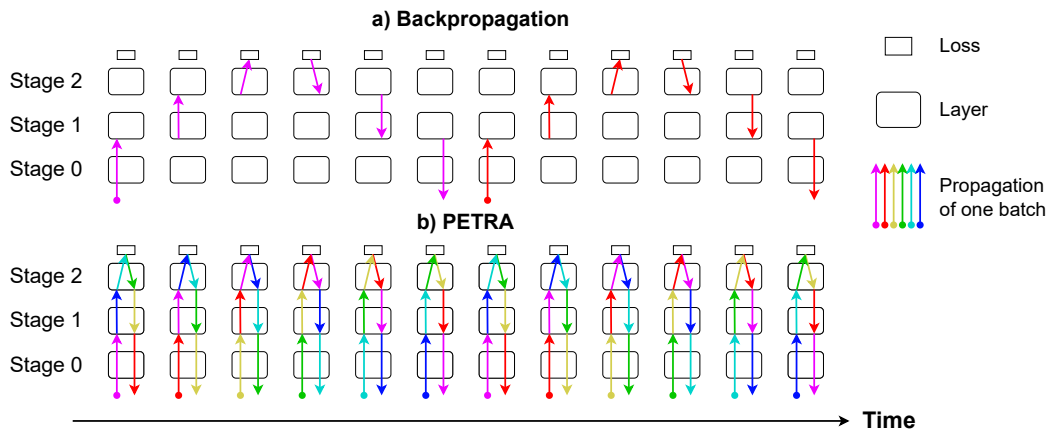 a) Backpropagation
Stage 2
Stage 1
Stage 0
b) PETRA
Stage 2
Stage 1
Stage 0
Time
Loss
Layer
Propagation
of one batch